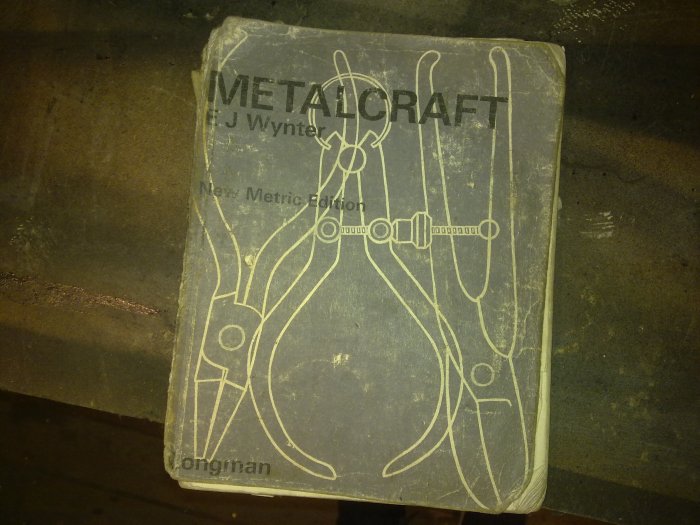 METALCRAFT
F.J Wynter
New Metric Edition
Longman